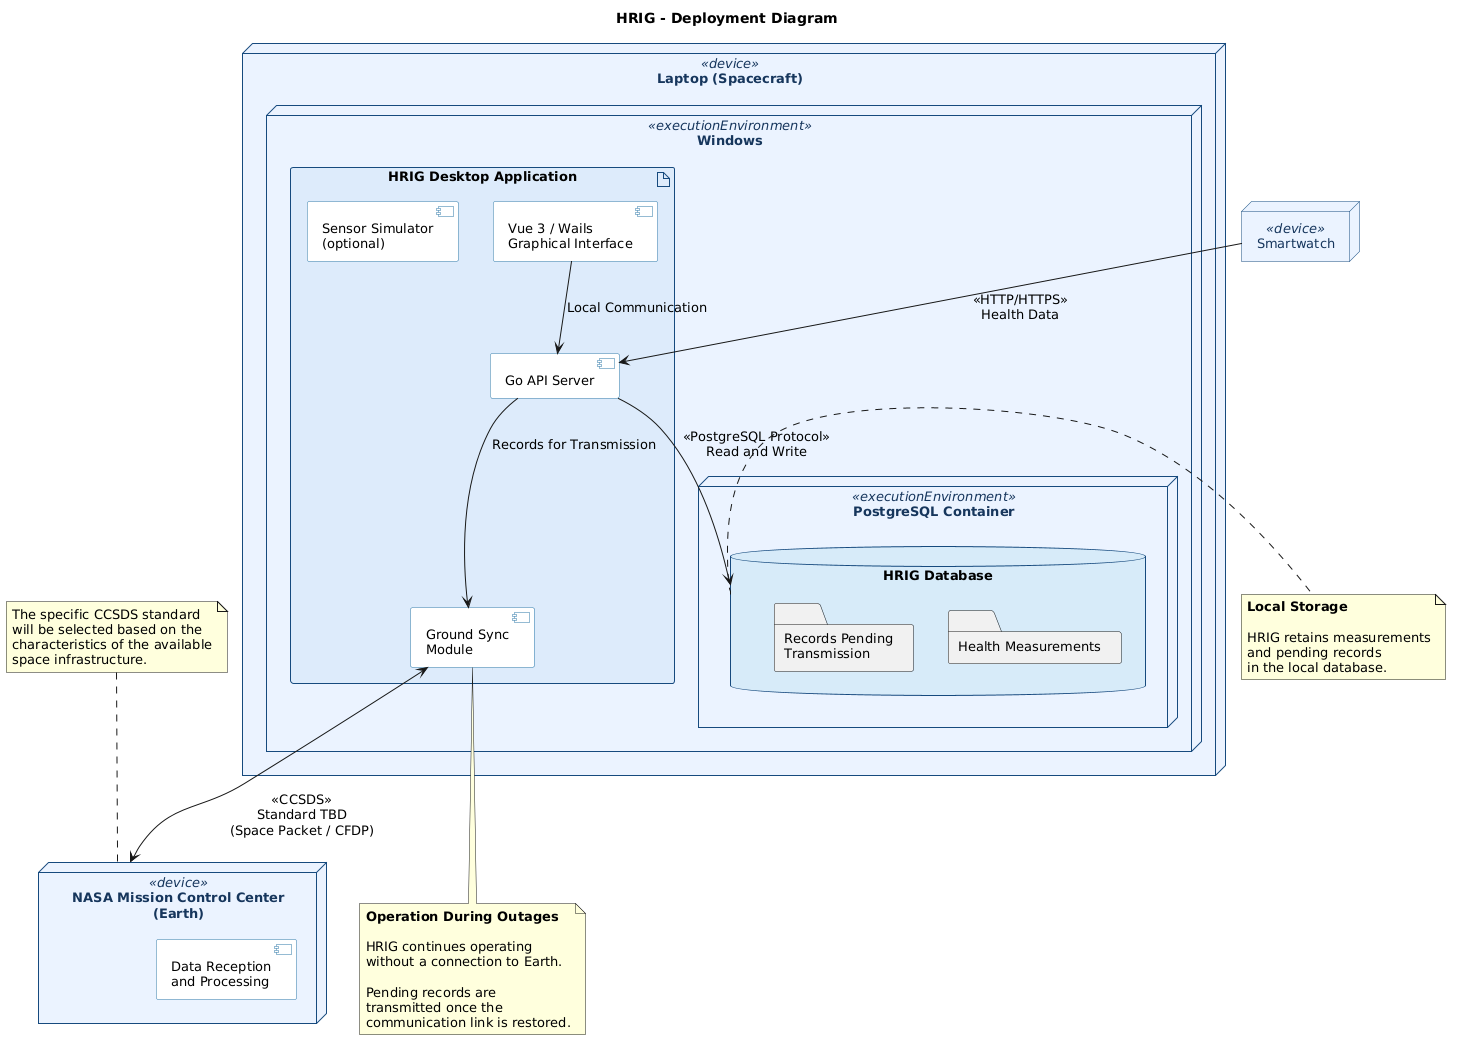 HRIG - Deployment Diagram
«device»
Laptop (Spacecraft)
«executionEnvironment»
Windows
HRIG Desktop Application
Sensor Simulator
(optional)
Vue 3 / Wails
Graphical Interface
«device»
Smartwatch
Local Communication
«HTTP/HTTPS»
Health Data
Go API Server
Records for Transmission
«PostgreSQL Protocol»
Read and Write
«executionEnvironment»
PostgreSQL Container
HRIG Database
Records Pending
Transmission
Health Measurements
Ground Sync
Module
The specific CCSDS standard
will be selected based on the
characteristics of the available
space infrastructure.
Local Storage
HRIG retains measurements
and pending records
in the local database.
«CCSDS»
Standard TBD
(Space Packet / CFDP)
«device»
NASA Mission Control Center
(Earth)
Data Reception
and Processing
Operation During Outages
HRIG continues operating
without a connection to Earth.
Pending records are
transmitted once the
communication link is restored.